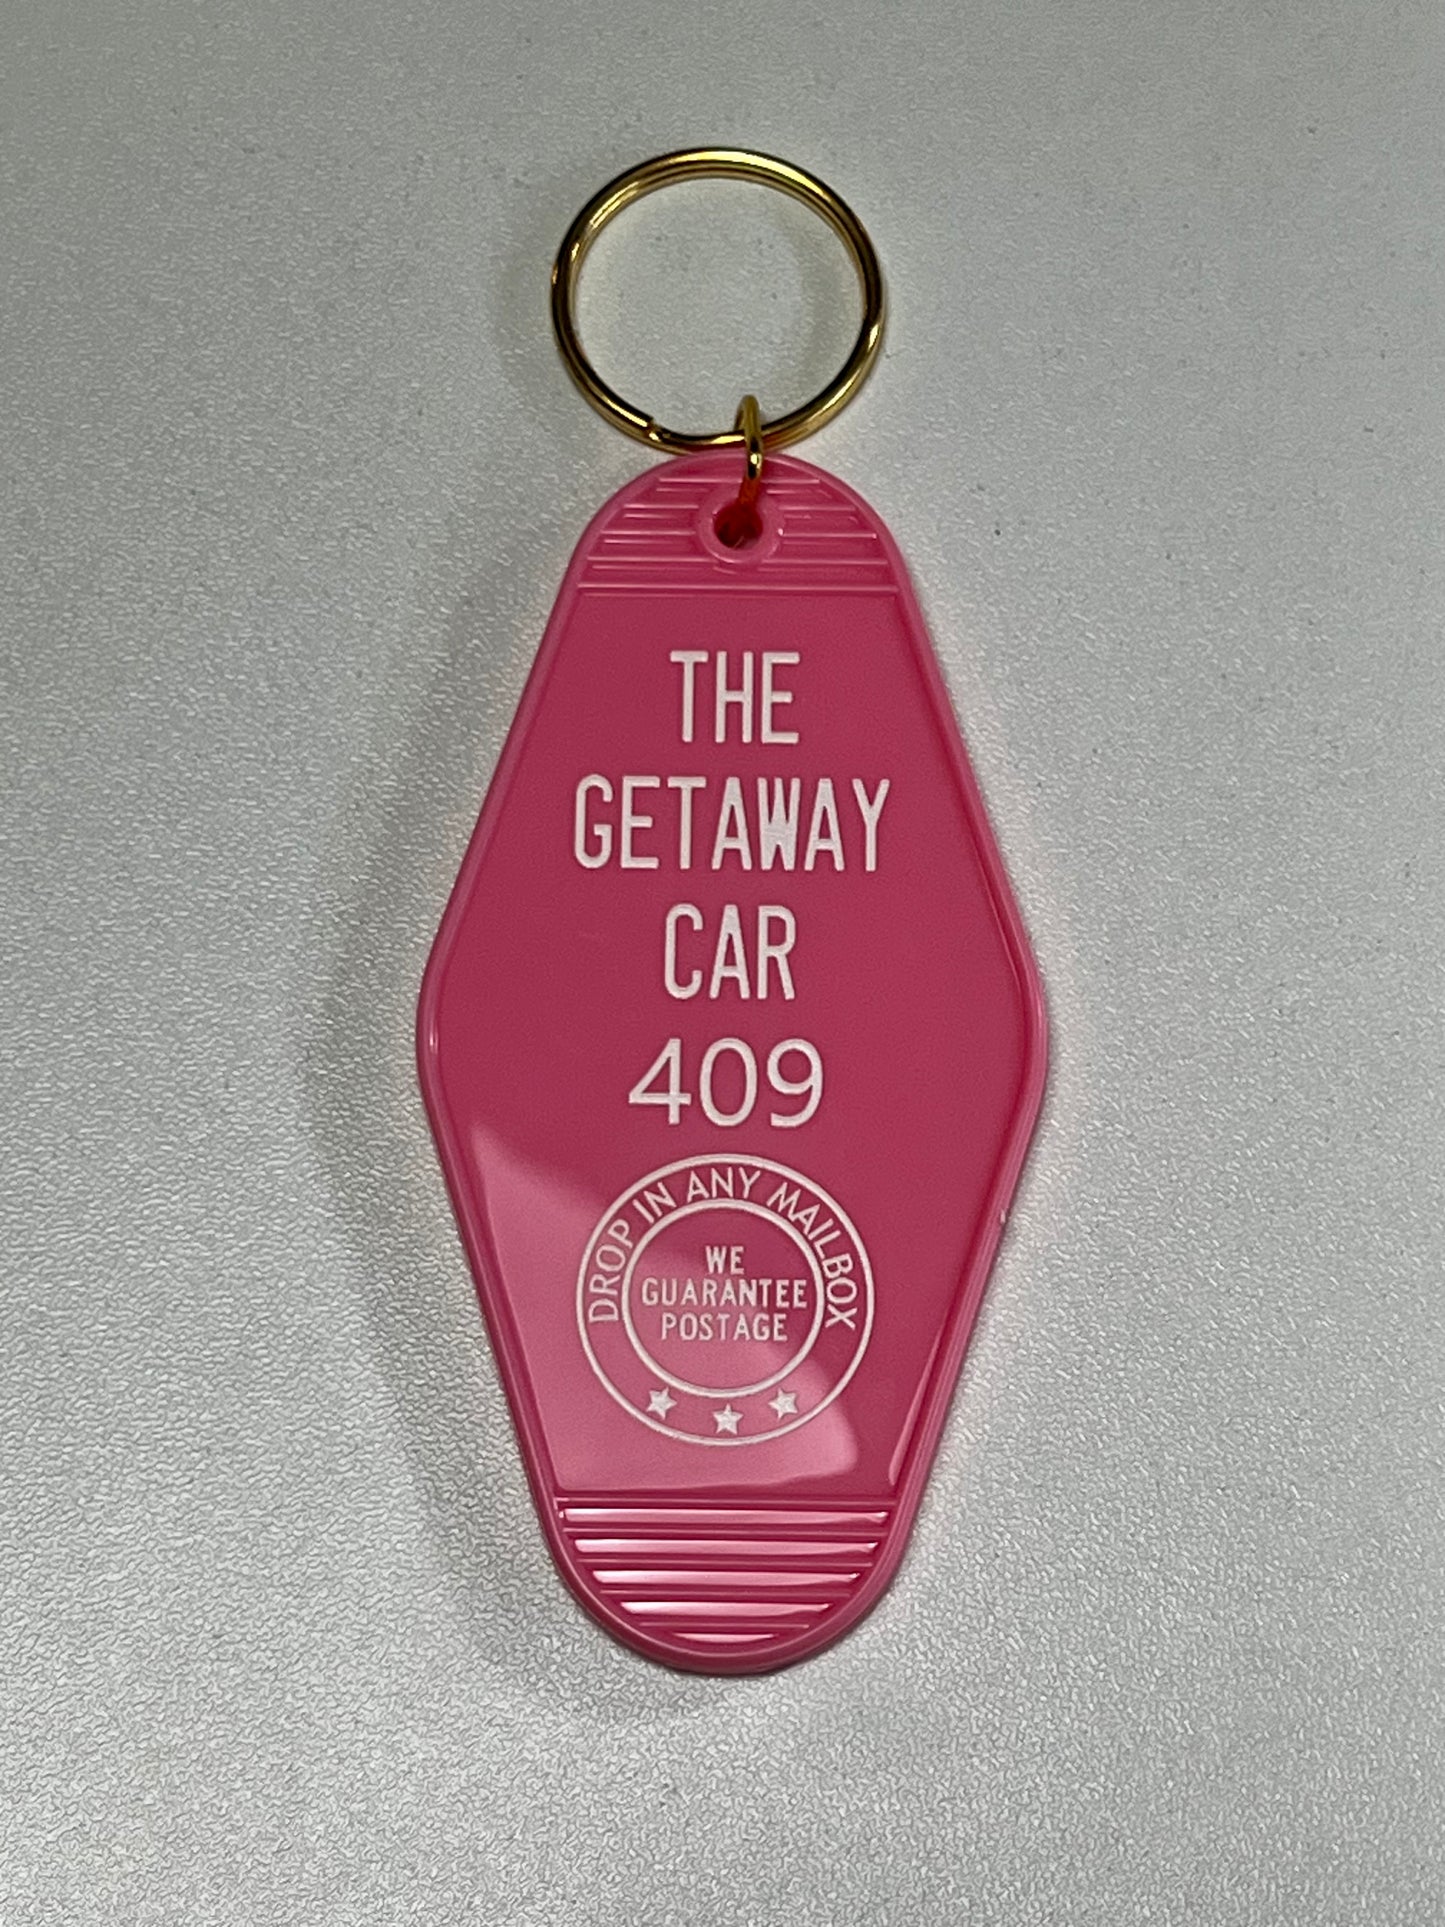 THE
GETAWAY
CAR
409
DROP IN ANY MAILBOX
WE
GUARANTEE
POSTAGE